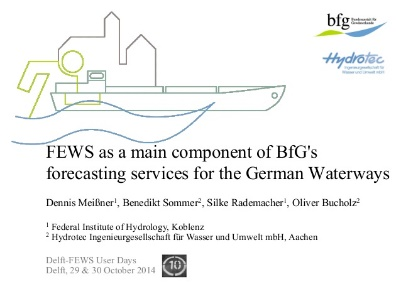 bfg Bundesanstalt für
Gewässerkunde
Hydrotec
Ingenieurgesellschaft für
Wasser und Umwelt mbH
FEWS as a main component of BfG's
forecasting services for the German Waterways
Dennis Meißner¹, Benedikt Sommer², Silke Rademacher¹, Oliver Bucholz²
¹ Federal Institute of Hydrology, Koblenz
² Hydrotec Ingenieurgesellschaft für Wasser und Umwelt mbH, Aachen
Delft-FEWS User Days
Delft, 29 & 30 October 2014
10